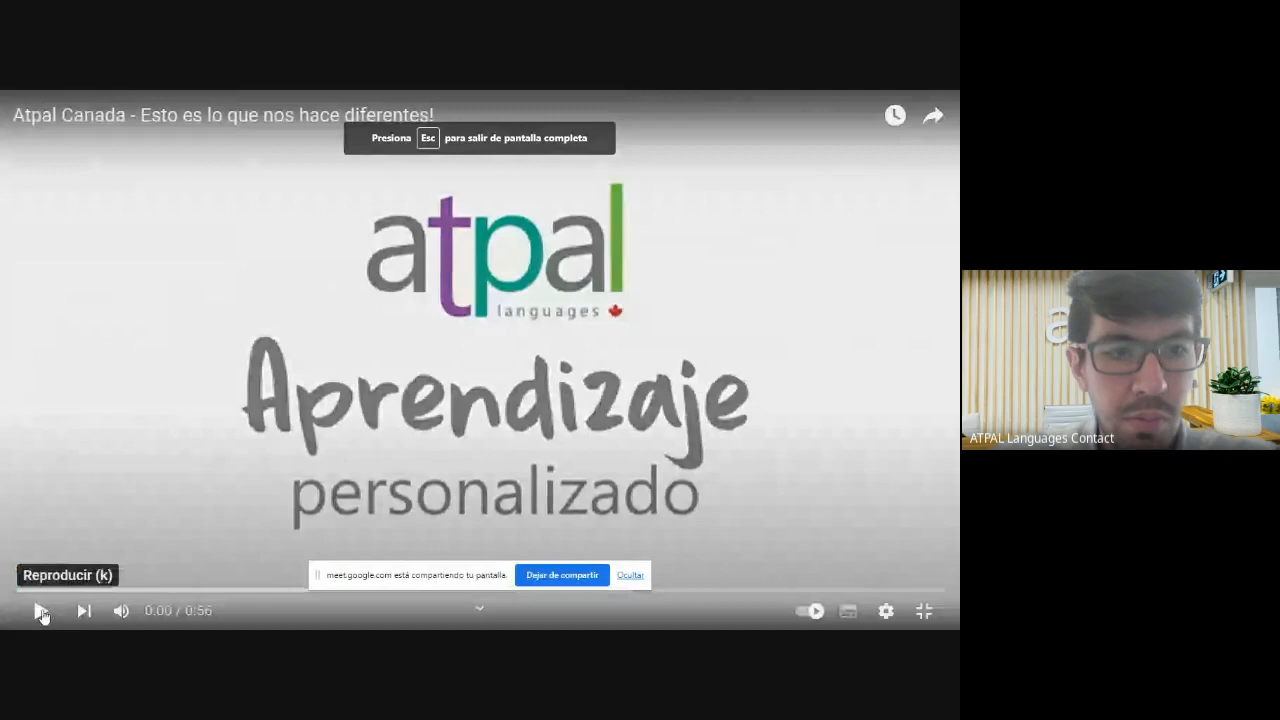 Atpal Canada - Esto es lo que nos hace diferentes!
Presiona Esc para salir de pantalla completa
atpal
languages
Aprendizaje
personalizado
Reproducir (k)
meet.google.com está compartiendo tu pantalla.
Dejar de compartir
Ocultar
0:00 / 0:56
ATPAL Languages Contact